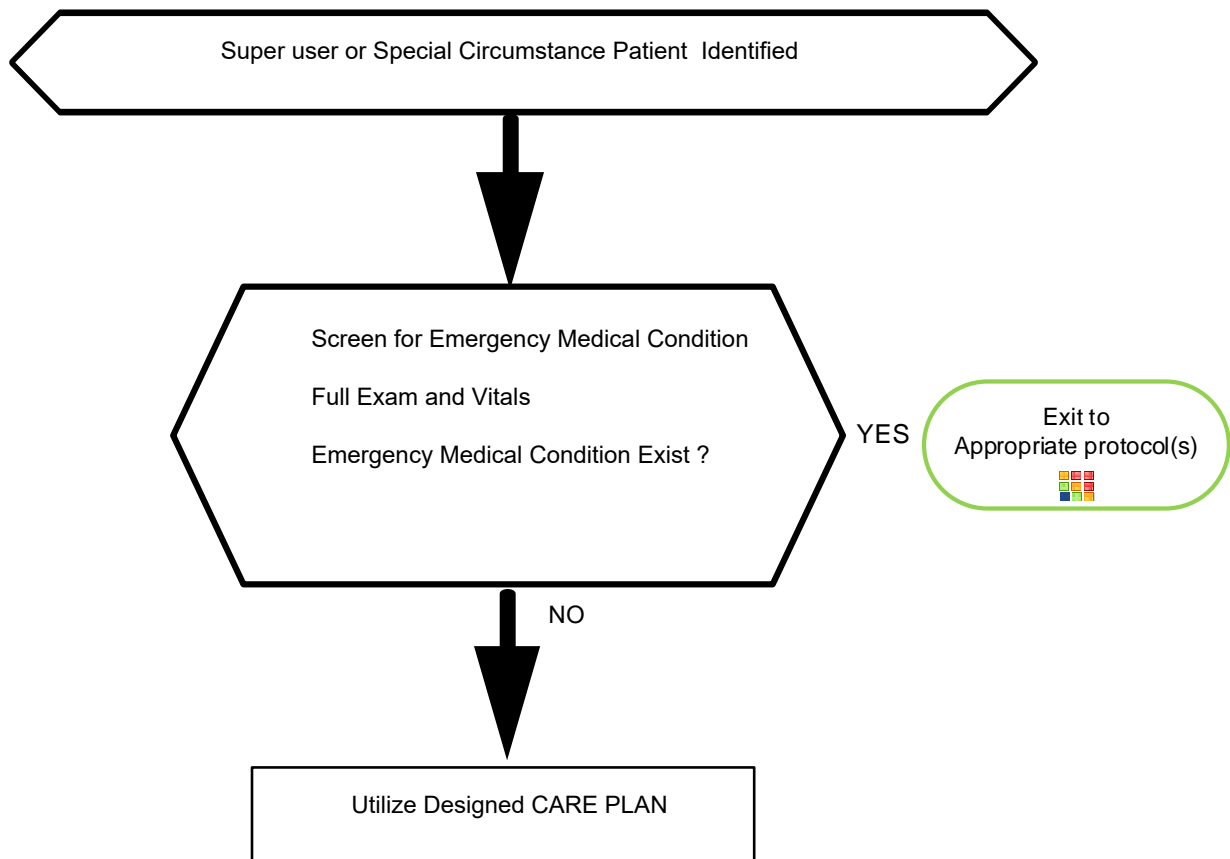 Super user or Special Circumstance Patient  Identified
Screen for Emergency Medical Condition
Full Exam and Vitals
Emergency Medical Condition Exist ?
YES
Exit to
Appropriate protocol(s)
NO
Utilize Designed CARE PLAN